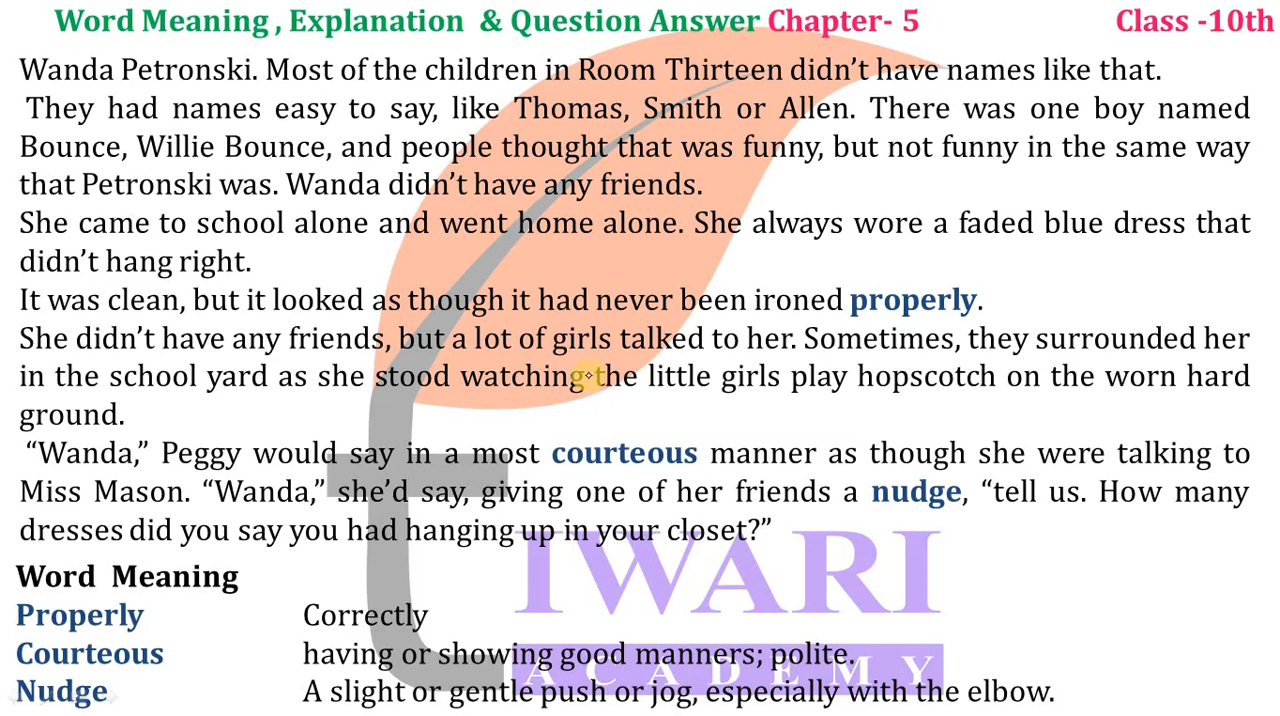 Word Meaning , Explanation & Question Answer Chapter- 5 Class -10th
Wanda Petronski. Most of the children in Room Thirteen didn’t have names like that.
They had names easy to say, like Thomas, Smith or Allen. There was one boy named
Bounce, Willie Bounce, and people thought that was funny, but not funny in the same way
that Petronski was. Wanda didn’t have any friends.
She came to school alone and went home alone. She always wore a faded blue dress that
didn’t hang right.
It was clean, but it looked as though it had never been ironed properly.
She didn’t have any friends, but a lot of girls talked to her. Sometimes, they surrounded her
in the school yard as she stood watching the little girls play hopscotch on the worn hard
ground.
“Wanda,” Peggy would say in a most courteous manner as though she were talking to
Miss Mason. “Wanda,” she’d say, giving one of her friends a nudge, “tell us. How many
dresses did you say you had hanging up in your closet?”
IWARI
ACADEMY
Word Meaning
Properly Correctly
Courteous having or showing good manners; polite.
Nudge A slight or gentle push or jog, especially with the elbow.